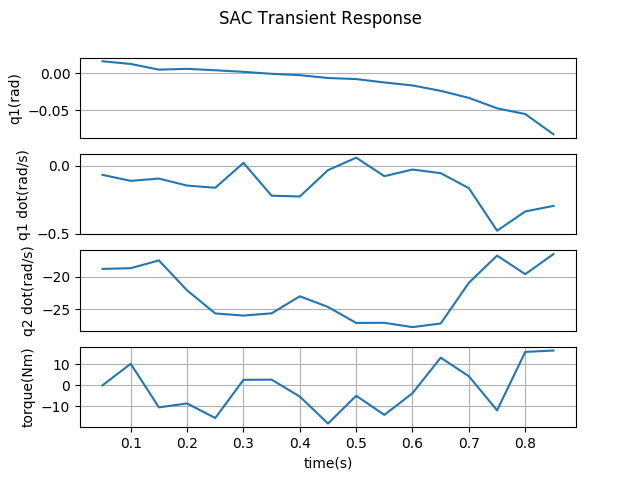 SAC Transient Response
q1(rad)
0.00
−0.05
q1 dot(rad/s)
0.0
−0.5
q2 dot(rad/s)
−20
−25
torque(Nm)
10
0
−10
0.1 0.2 0.3 0.4 0.5 0.6 0.7 0.8
time(s)